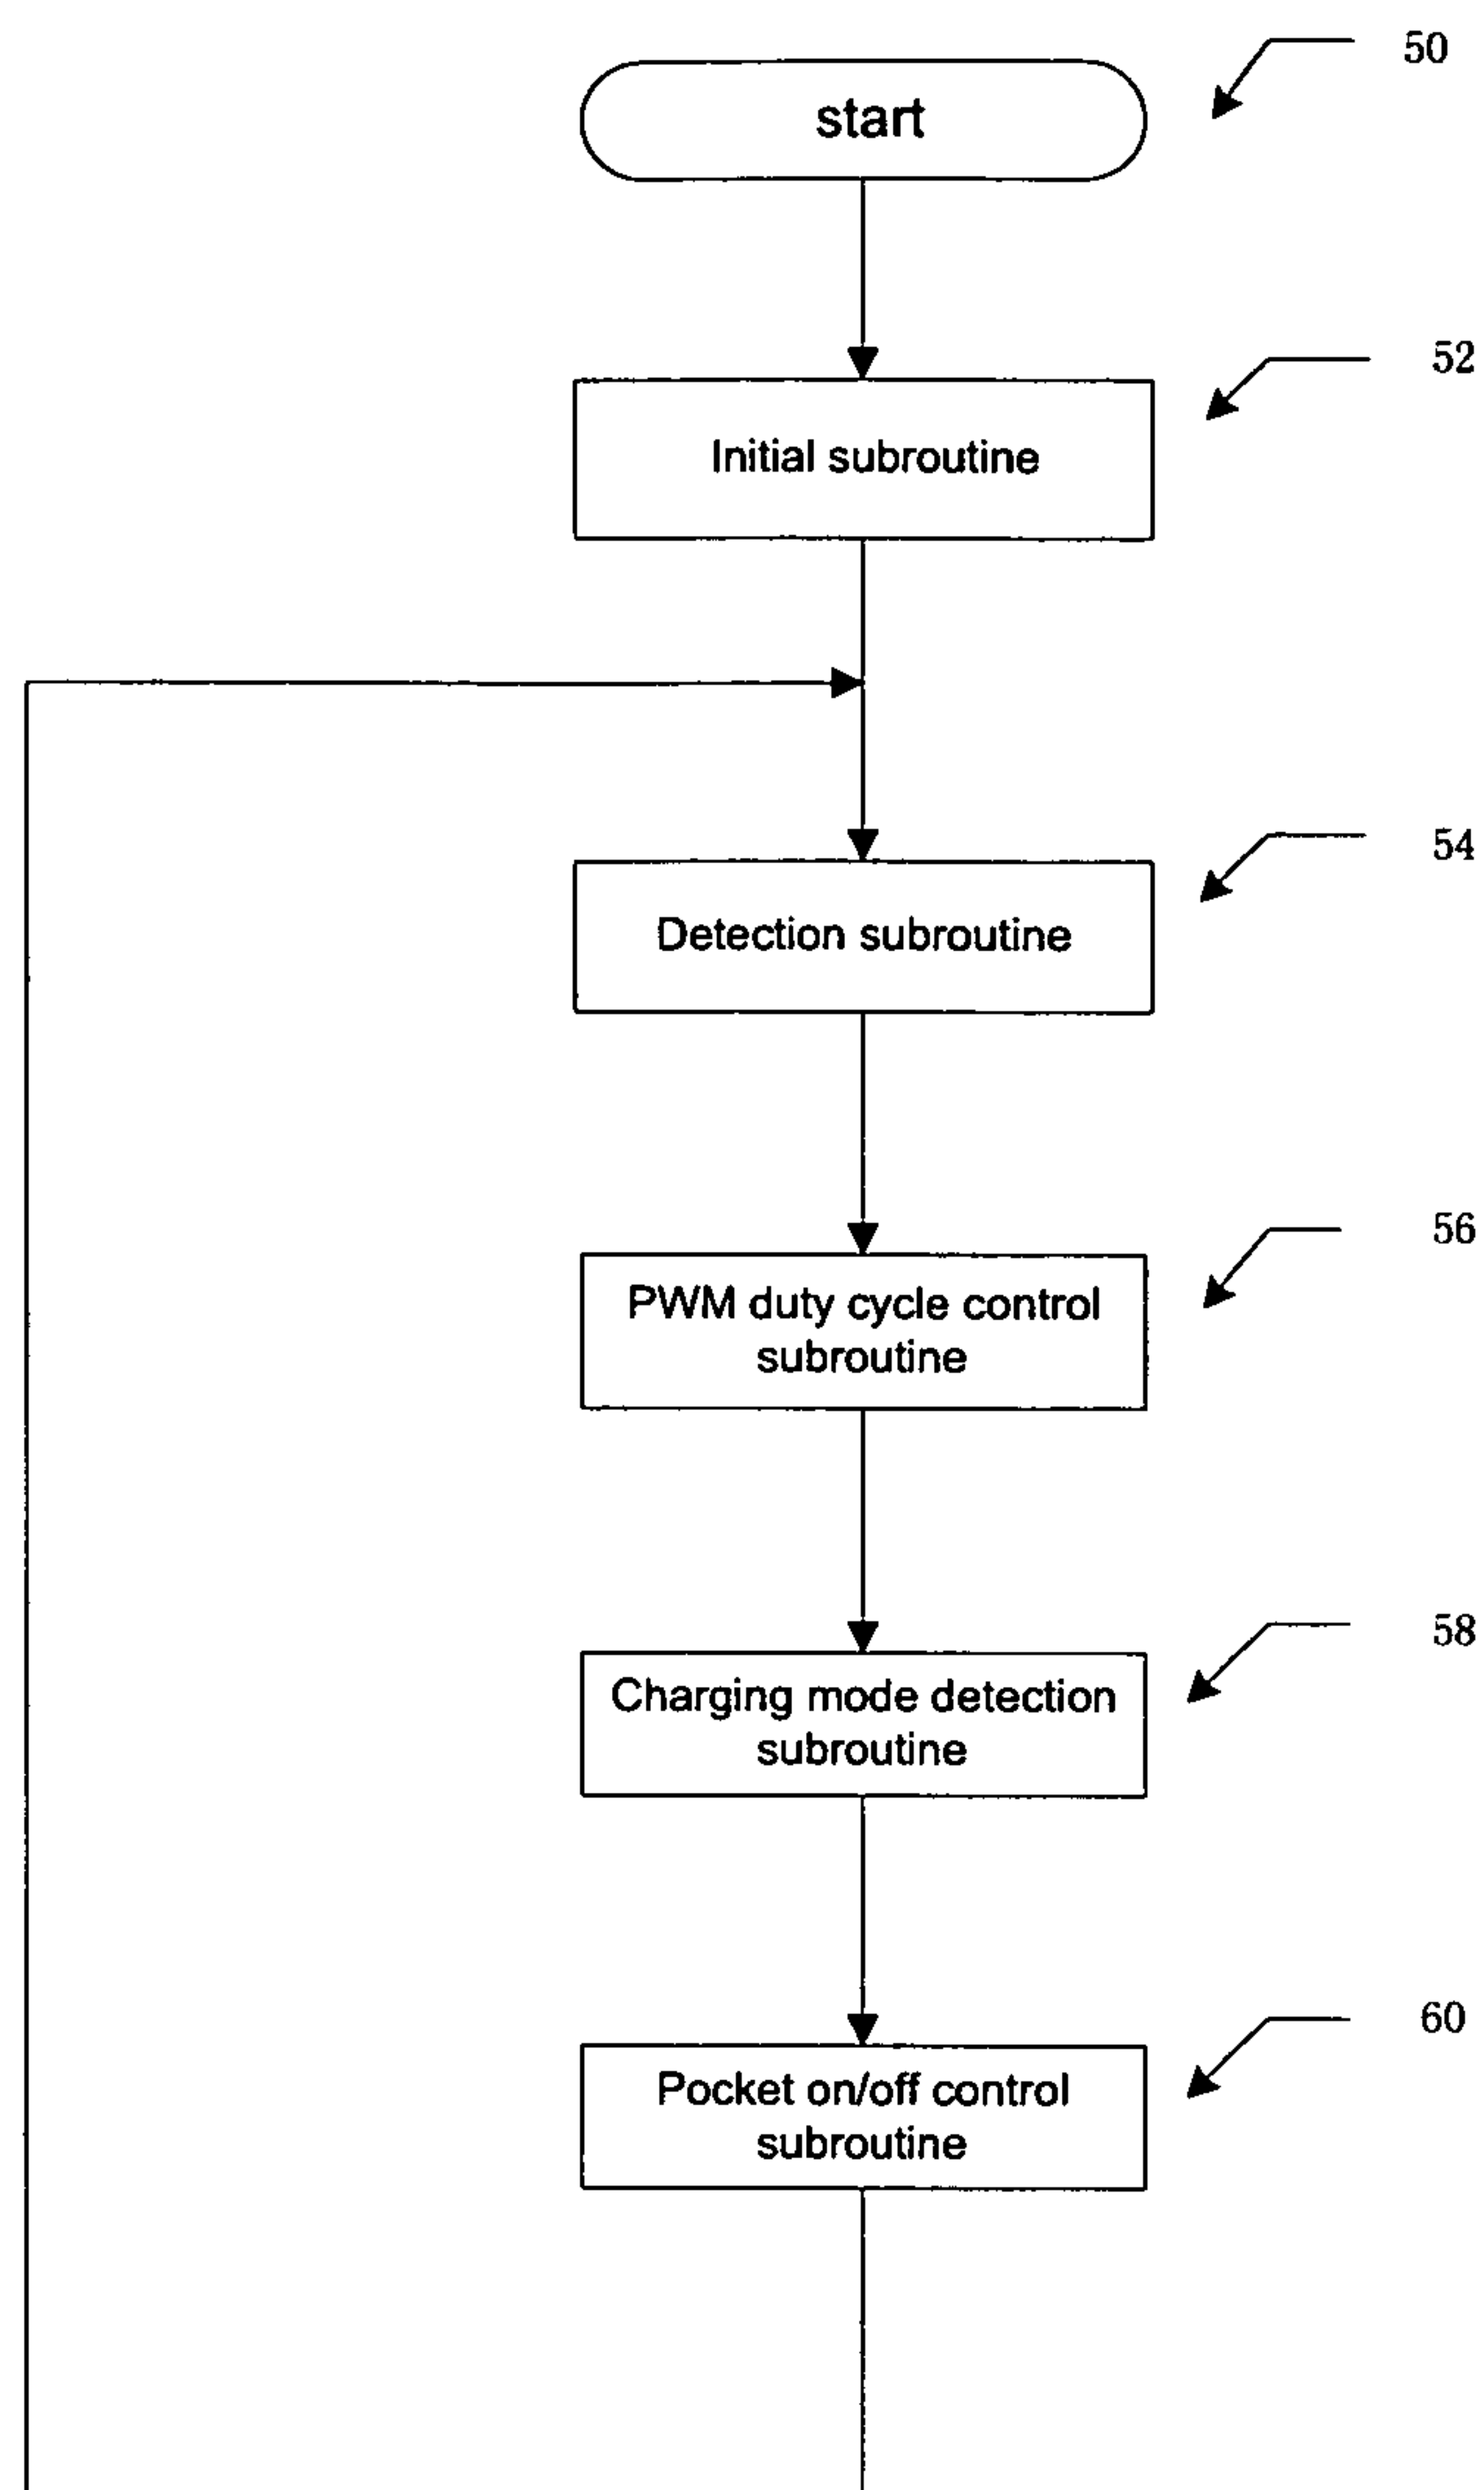 50
start
52
Initial subroutine
54
Detection subroutine
56
PWM duty cycle control
subroutine
58
Charging mode detection
subroutine
60
Pocket on/off control
subroutine